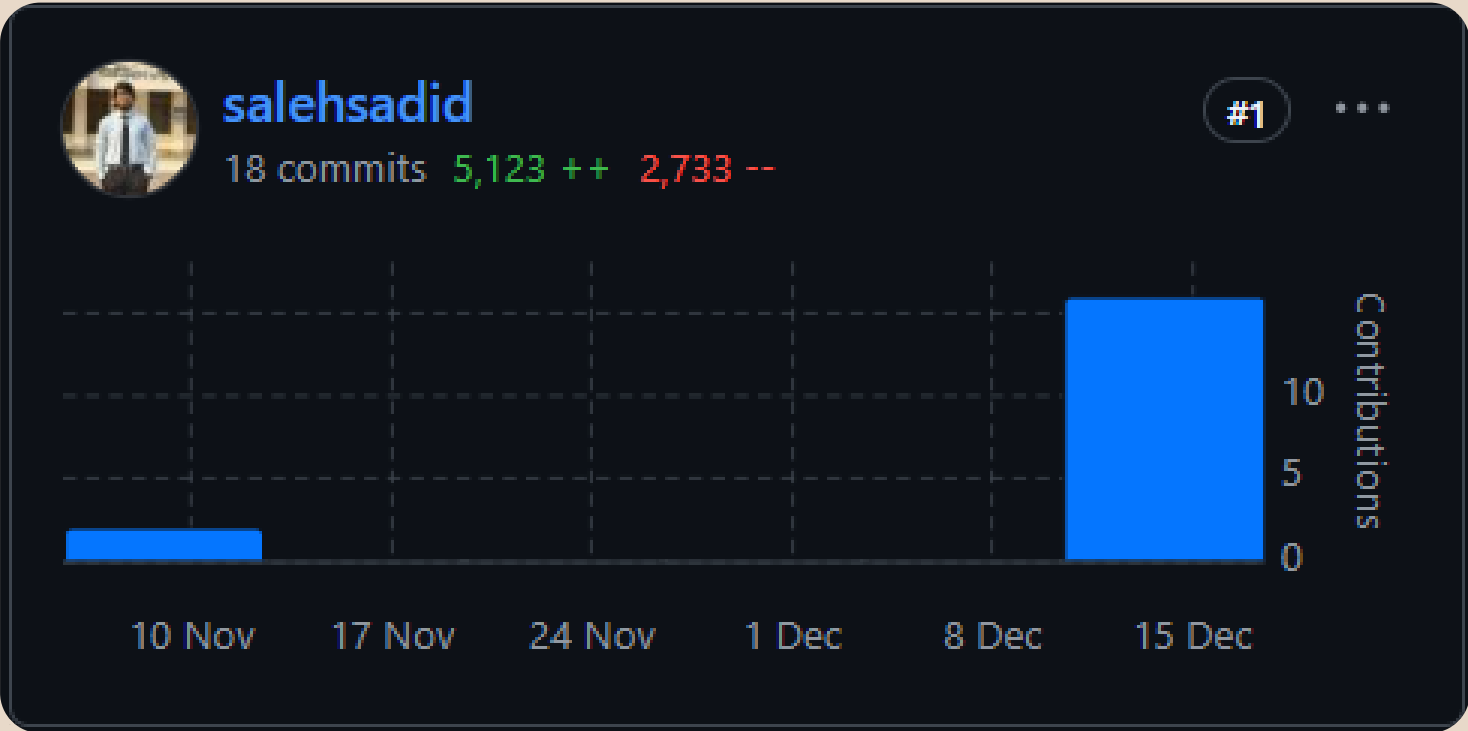 salehsadid
#1
18 commits 5,123 ++ 2,733 --
10
5
0
Contributions
10 Nov 17 Nov 24 Nov 1 Dec 8 Dec 15 Dec